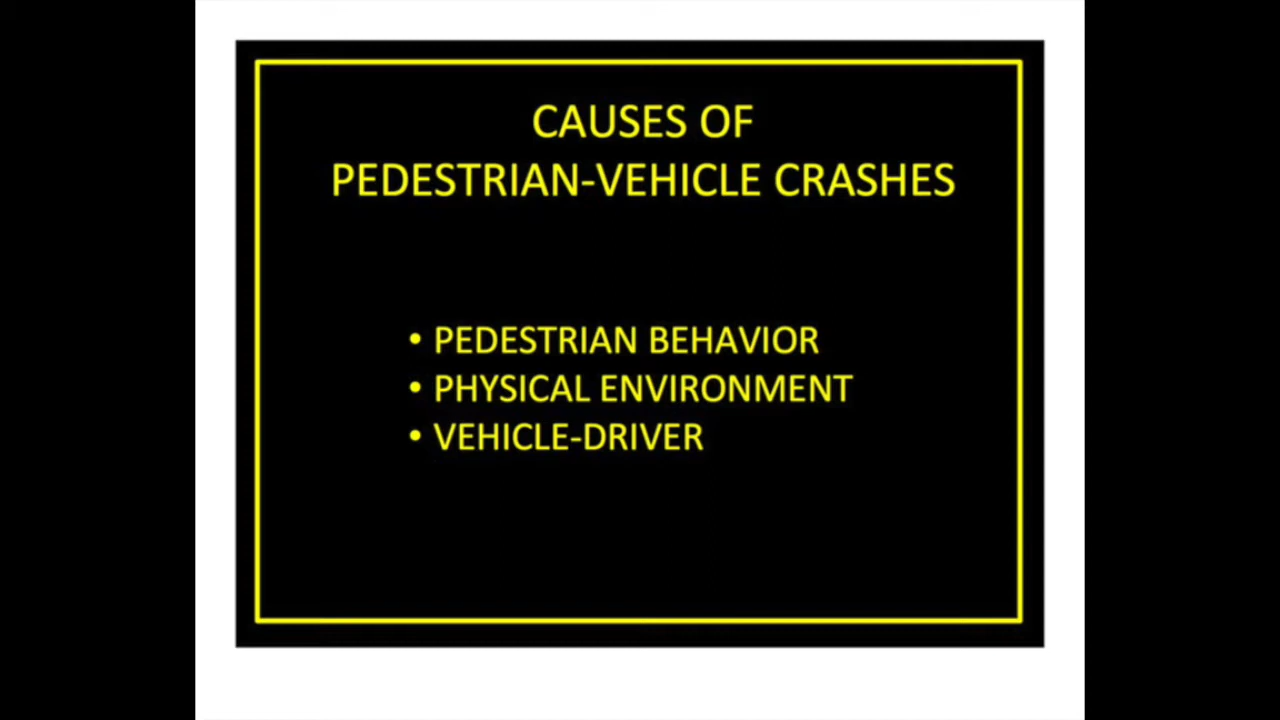 CAUSES OF
PEDESTRIAN-VEHICLE CRASHES
• PEDESTRIAN BEHAVIOR
• PHYSICAL ENVIRONMENT
• VEHICLE-DRIVER